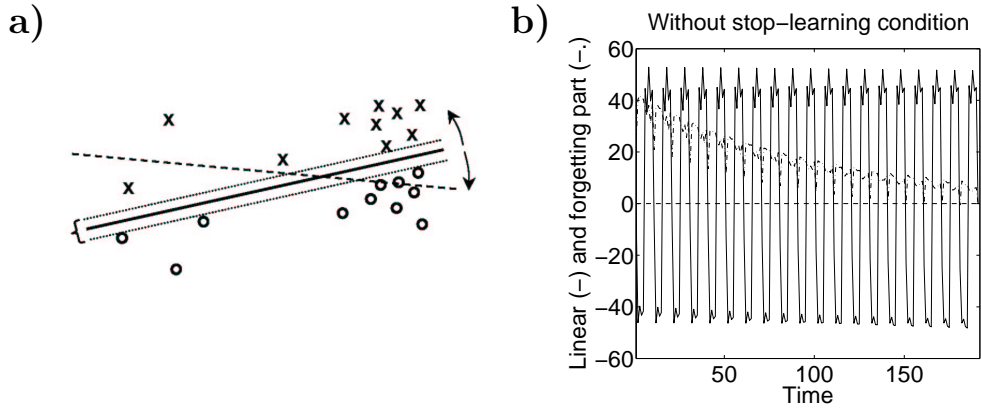 a)
b)
Without stop−learning condition
Linear (−) and forgetting part (−.
60
40
20
0
−20
−40
−60
50
100
150
Time